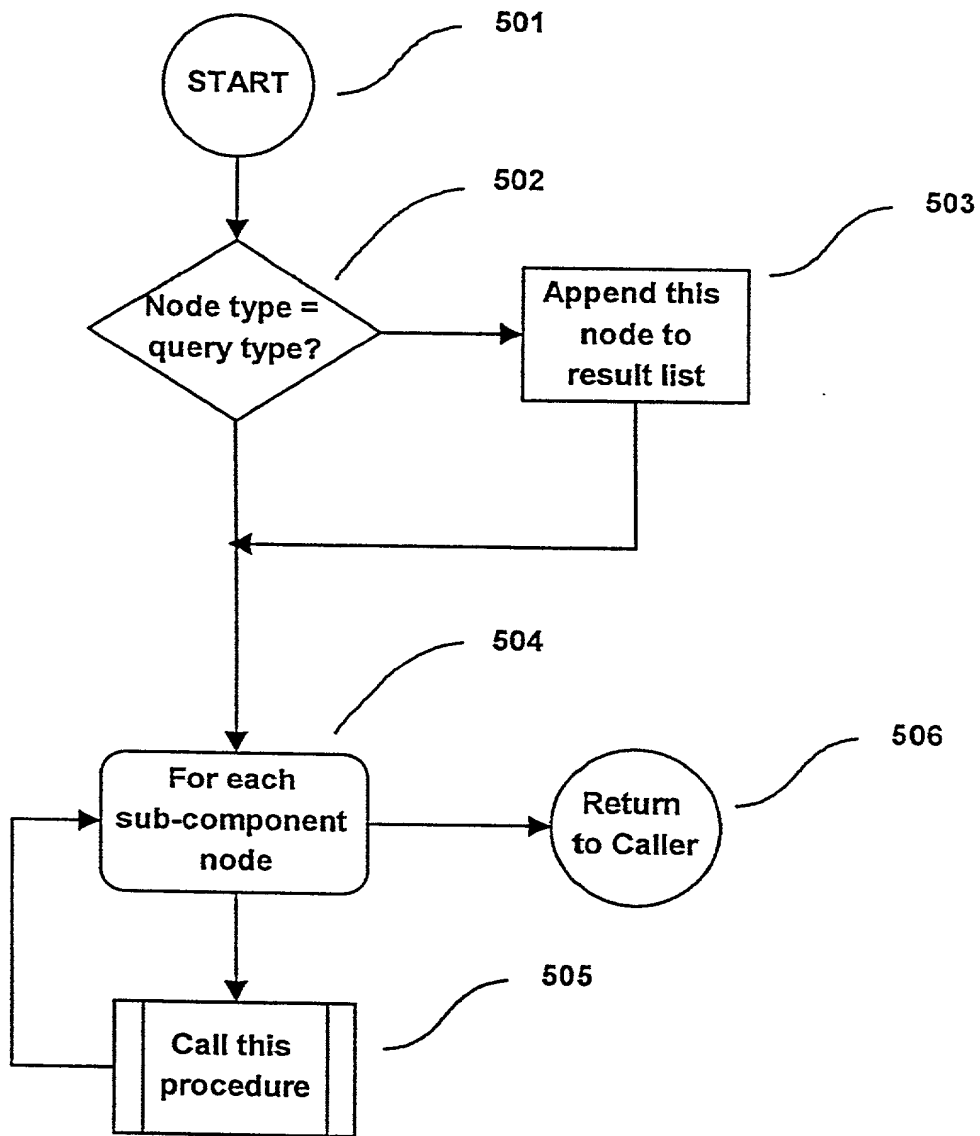 501
START
502
503
Node type =
query type?
Append this
node to
result list
504
506
For each
sub-component
node
Return
to Caller
505
Call this
procedure